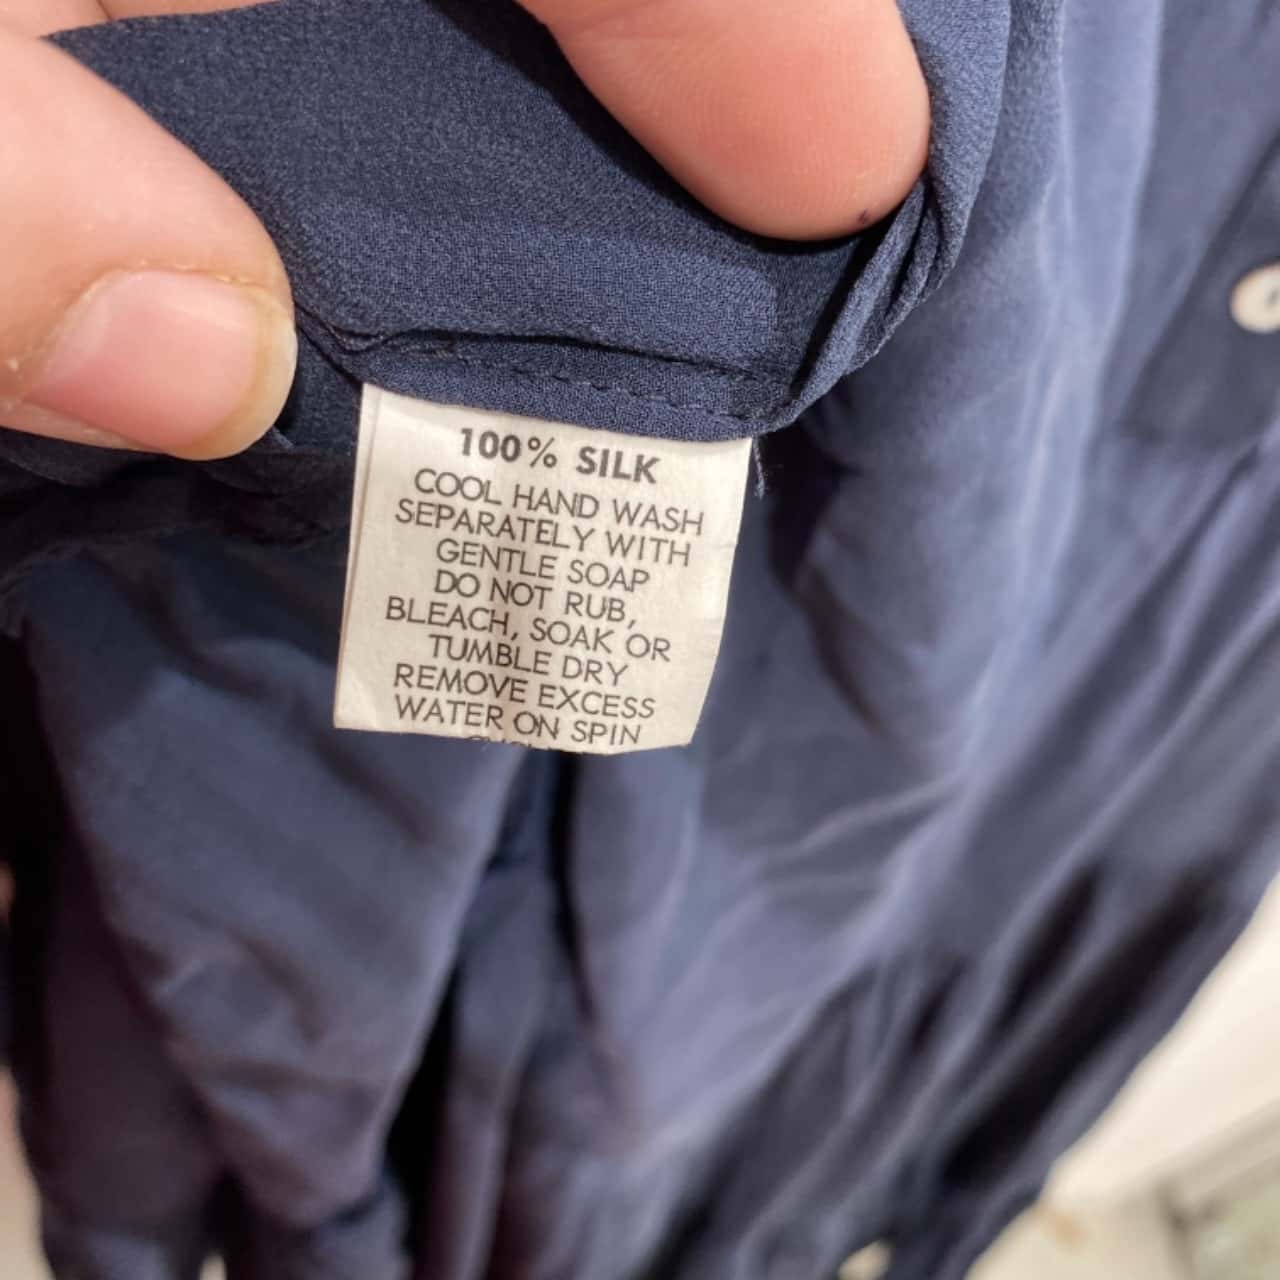 100% SILK
COOL HAND WASH
SEPARATELY WITH
GENTLE SOAP
DO NOT RUB,
BLEACH, SOAK OR
TUMBLE DRY
REMOVE EXCESS
WATER ON SPIN